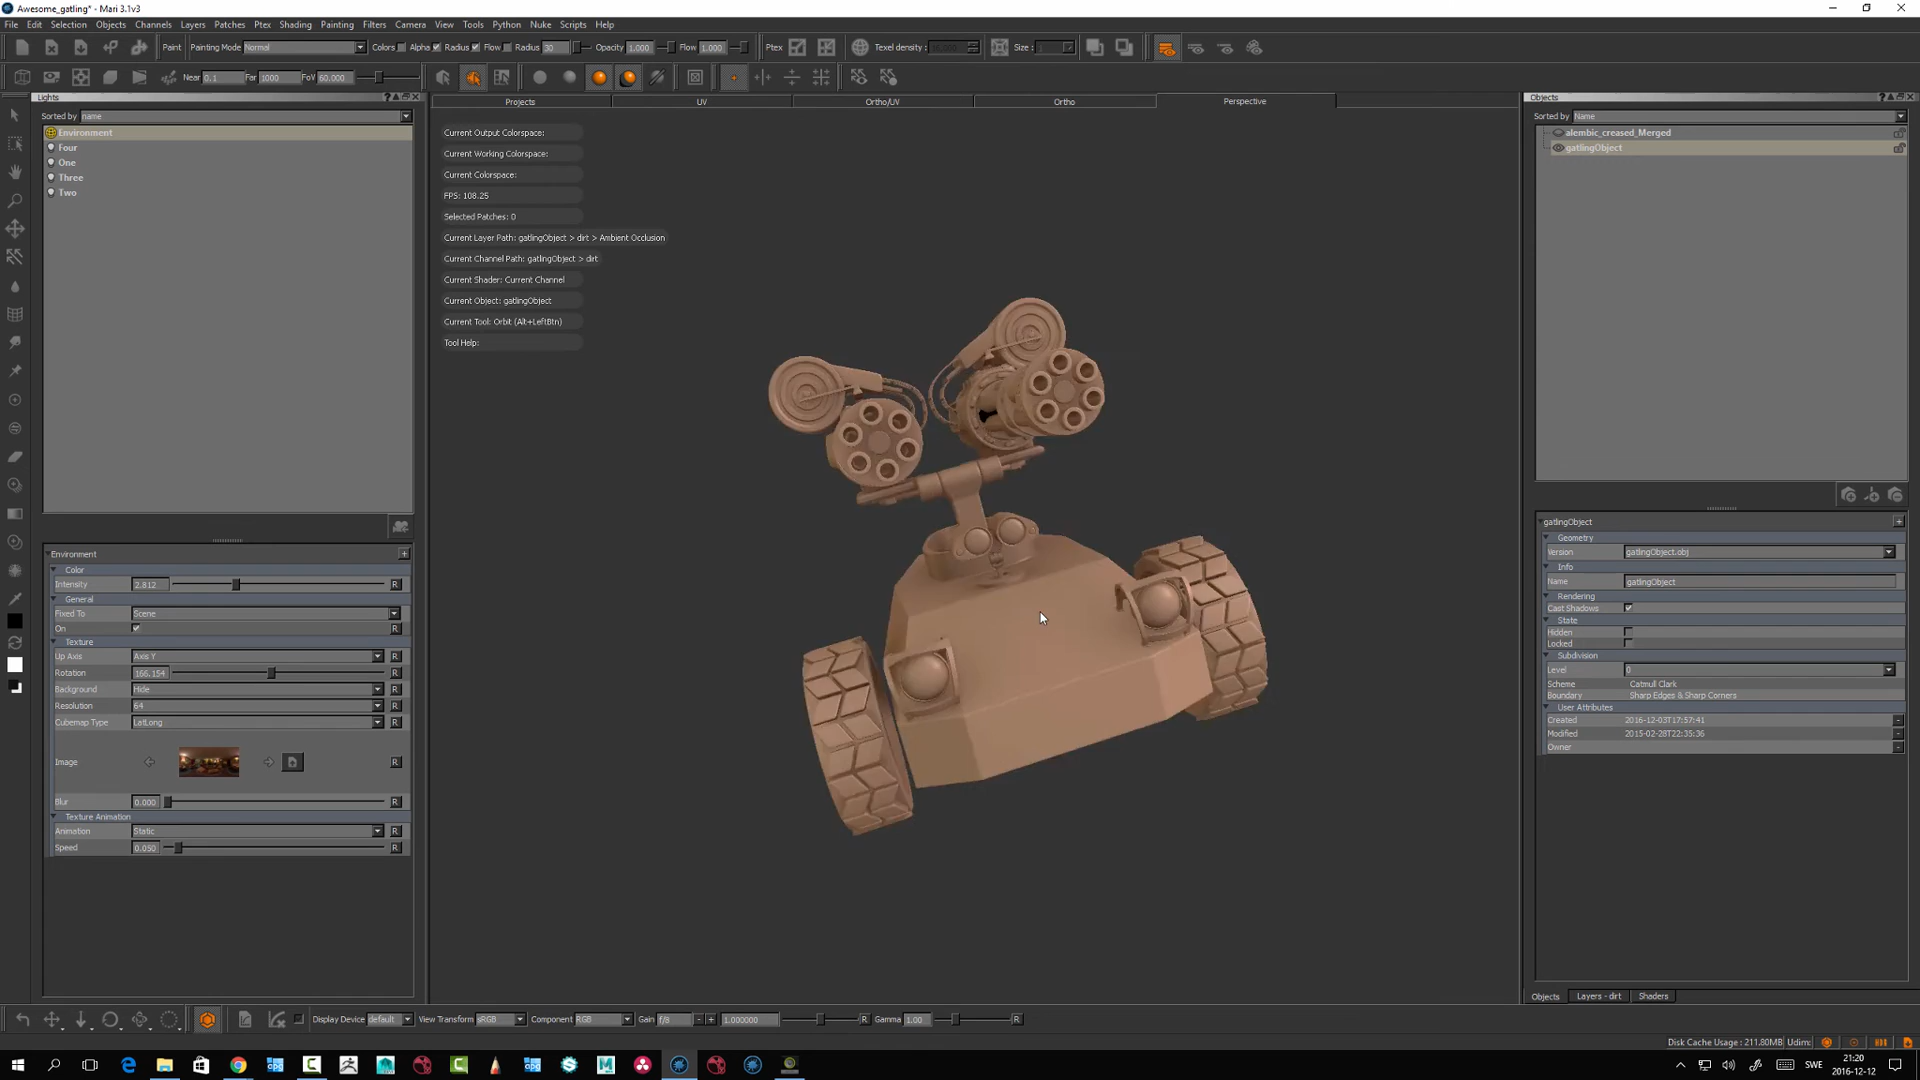 Awesome_gatling* - Mari 3.1v3
File Edit Selection Objects Channels Layers Patches Ptex Shading Painting Filters Camera View Tools Python Nuke Scripts Help
Paint Painting Mode Normal Colors Alpha Radius Flow Radius 30 Opacity 1.000 Flow 1.000 Ptex Texel density: Size: 1
Near 0.1 Far 1000 FoV 60.000
Lights
Sorted by name
Environment
Four
One
Three
Two
Environment
Color
Intensity 2.812 R
General
Fixed To Scene
On R
Texture
Up Axis Axis Y R
Rotation 166.154 R
Background Hide R
Resolution 64 R
Cubemap Type LatLong R
Image R
Blur 0.000 R
Texture Animation
Animation Static R
Speed 0.050 R
Projects UV Ortho/UV Ortho Perspective
Current Output Colorspace:
Current Working Colorspace:
Current Colorspace:
FPS: 108.25
Selected Patches: 0
Current Layer Path: gatlingObject > dirt > Ambient Occlusion
Current Channel Path: gatlingObject > dirt
Current Shader: Current Channel
Current Object: gatlingObject
Current Tool: Orbit (Alt+LeftBtn)
Tool Help:
Objects
Sorted by Name
alembic_creased_Merged
gatlingObject
gatlingObject
Geometry
Version gatlingObject.obj
Info
Name gatlingObject
Rendering
Cast Shadows
State
Hidden
Locked
Subdivision
Level 0
Scheme Catmull Clark
Boundary Sharp Edges & Sharp Corners
User Attributes
Created 2016-12-03T17:57:41
Modified 2015-02-28T22:35:36
Owner
Objects Layers - dirt Shaders
Display Device default View Transform sRGB Component RGB Gain f/8 - + 1.000000 R Gamma 1.00 R
Disk Cache Usage : 211.80MB Udim:
SWE 21:20
2016-12-12